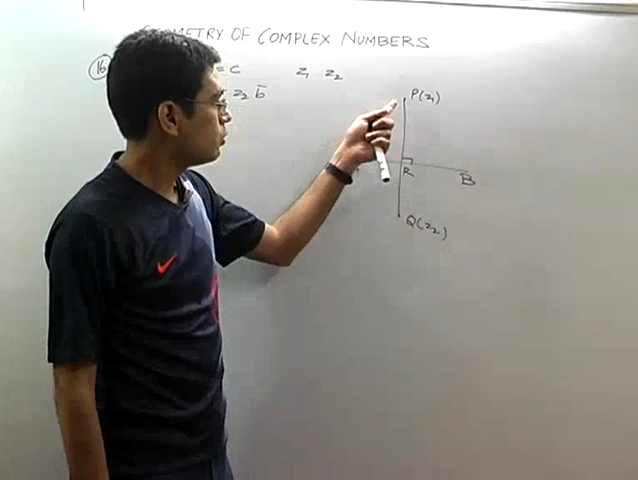 GEOMETRY OF COMPLEX NUMBERS
16 = c z₁ z₂
= z₂ b̄
P(z₁)
R
B
Q(z₂)